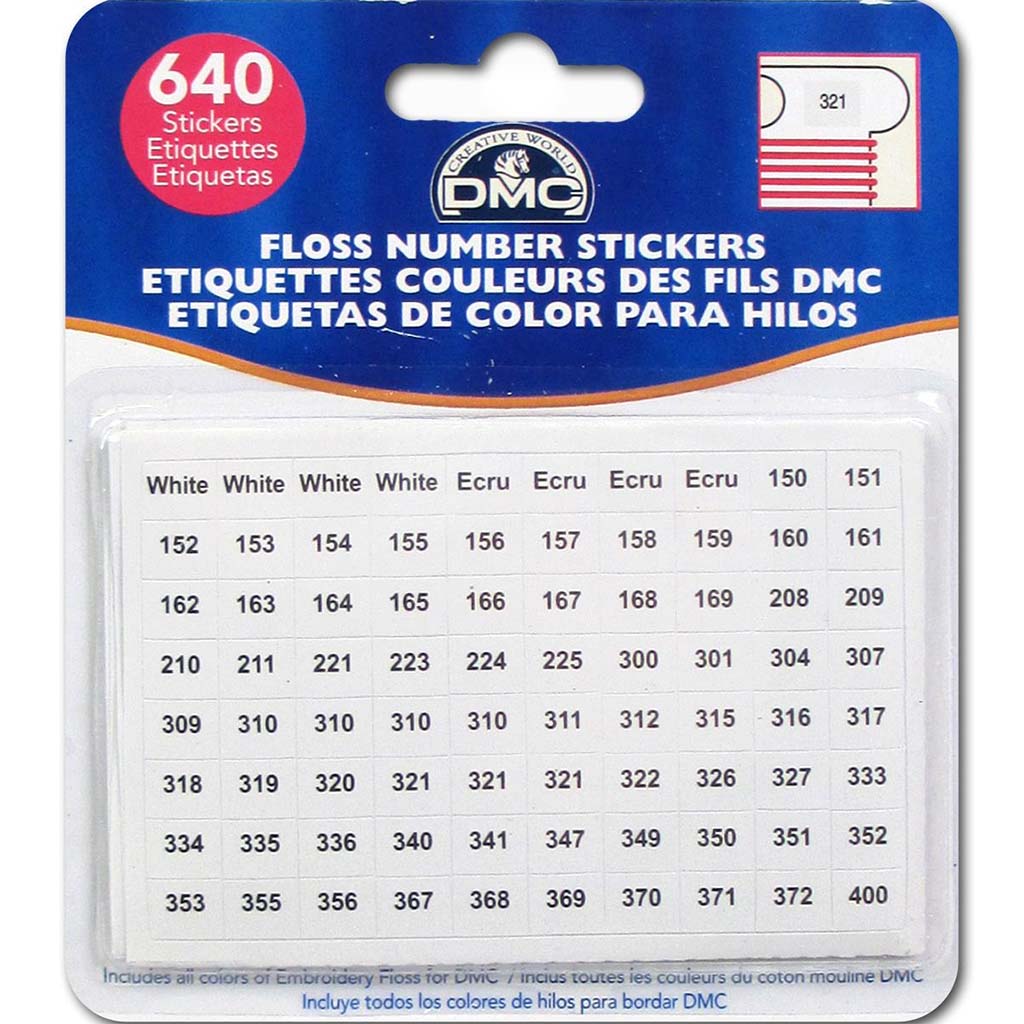 640
Stickers
Etiquettes
Etiquetas
CREATIVE WORLD
DMC
321
FLOSS NUMBER STICKERS
ETIQUETTES COULEURS DES FILS DMC
ETIQUETAS DE COLOR PARA HILOS
White White White White Ecru Ecru Ecru Ecru 150 151
152 153 154 155 156 157 158 159 160 161
162 163 164 165 166 167 168 169 208 209
210 211 221 223 224 225 300 301 304 307
309 310 310 310 310 311 312 315 316 317
318 319 320 321 321 321 322 326 327 333
334 335 336 340 341 347 349 350 351 352
353 355 356 367 368 369 370 371 372 400
Includes all colors of Embroidery Floss for DMC / Inclus toutes les couleurs du coton mouline DMC
Incluye todos los colores de hilos para bordar DMC